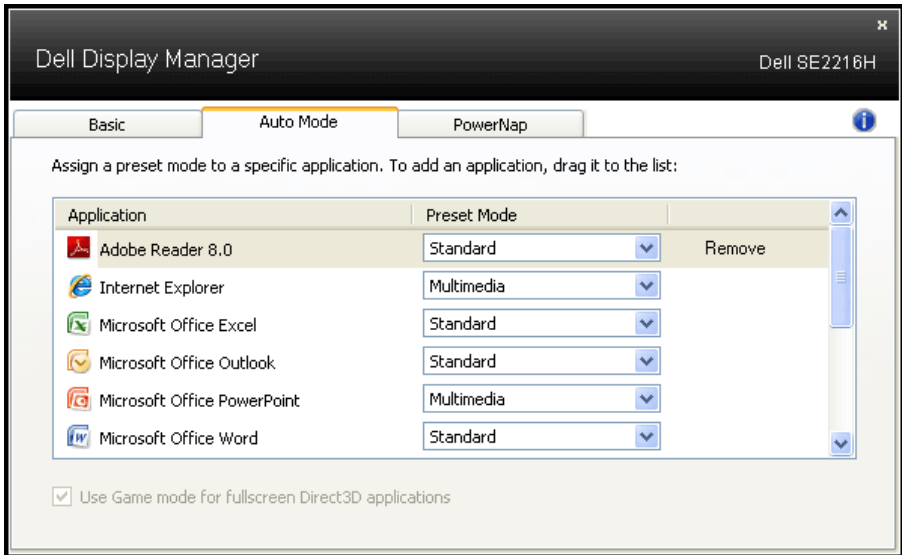 x
Dell Display Manager
Dell SE2216H
Basic
Auto Mode
PowerNap
i
Assign a preset mode to a specific application. To add an application, drag it to the list:
Application Preset Mode
Adobe Reader 8.0 Standard Remove
Internet Explorer Multimedia
Microsoft Office Excel Standard
Microsoft Office Outlook Standard
Microsoft Office PowerPoint Multimedia
Microsoft Office Word Standard
Use Game mode for fullscreen Direct3D applications